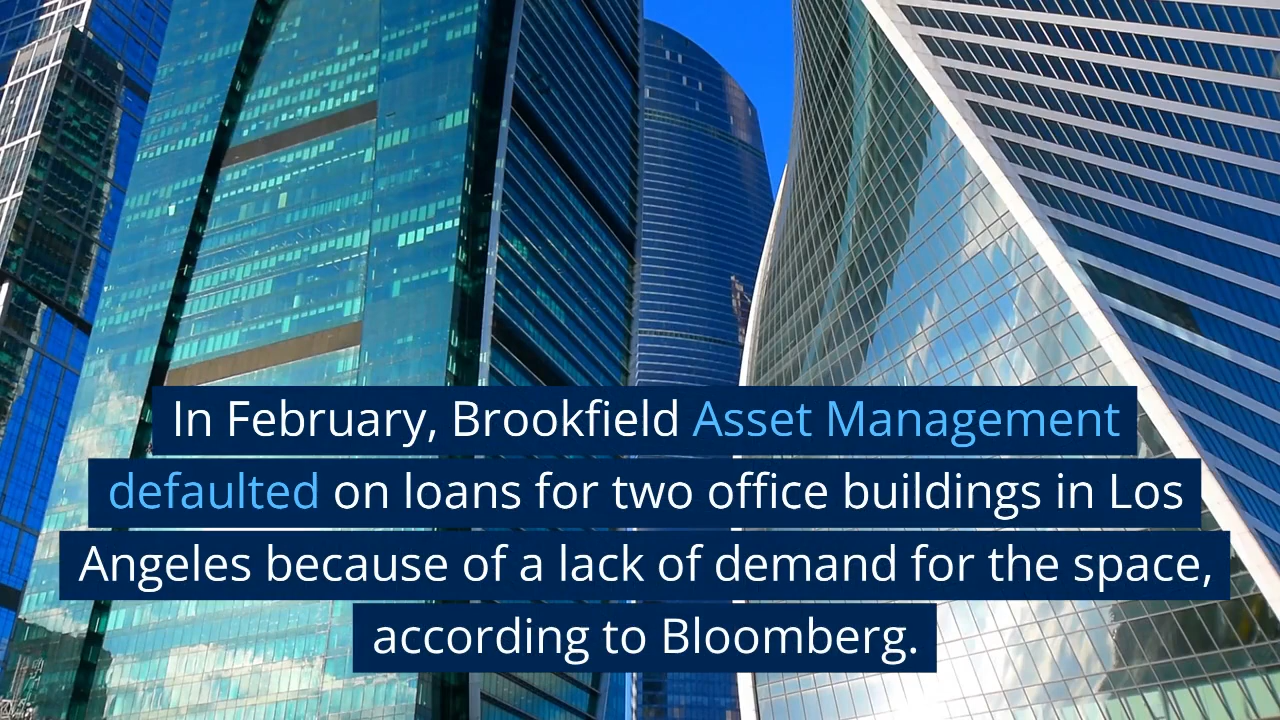 In February, Brookfield Asset Management
defaulted on loans for two office buildings in Los
Angeles because of a lack of demand for the space,
according to Bloomberg.